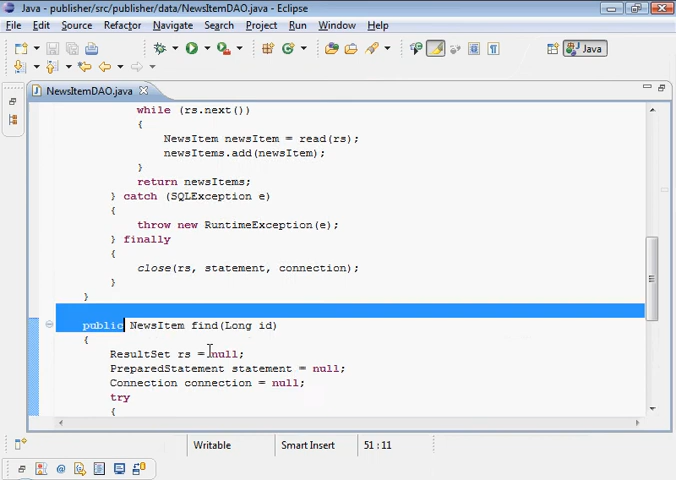 Java - publisher/src/publisher/data/NewsItemDAO.java - Eclipse
File Edit Source Refactor Navigate Search Project Run Window Help
Java
NewsItemDAO.java
while (rs.next())
{
NewsItem newsItem = read(rs);
newsItems.add(newsItem);
}
return newsItems;
} catch (SQLException e)
{
throw new RuntimeException(e);
} finally
{
close(rs, statement, connection);
}
}
public NewsItem find(Long id)
{
ResultSet rs = null;
PreparedStatement statement = null;
Connection connection = null;
try
{
Writable Smart Insert 51 : 11